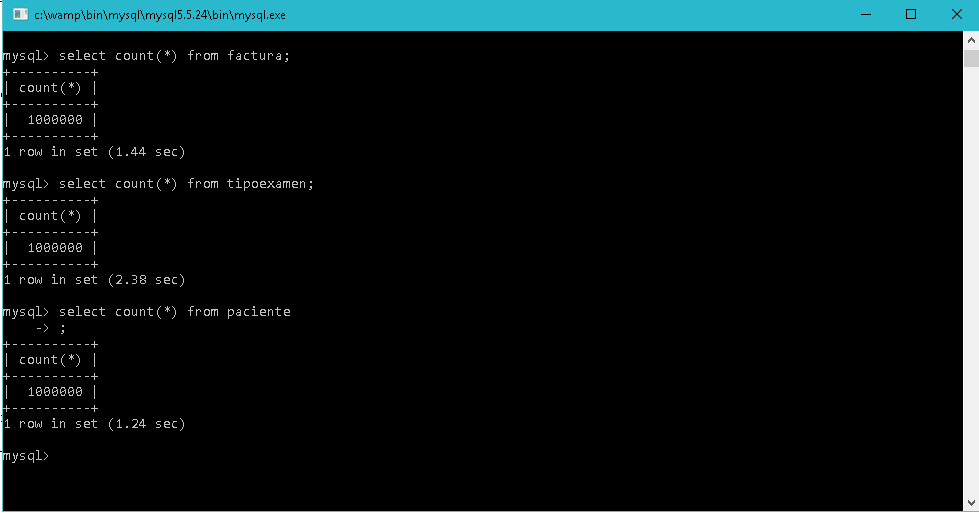 c:\wamp\bin\mysql\mysql5.5.24\bin\mysql.exe
mysql> select count(*) from factura;
+----------+
| count(*) |
+----------+
|  1000000 |
+----------+
1 row in set (1.44 sec)
mysql> select count(*) from tipoexamen;
+----------+
| count(*) |
+----------+
|  1000000 |
+----------+
1 row in set (2.38 sec)
mysql> select count(*) from paciente
    -> ;
+----------+
| count(*) |
+----------+
|  1000000 |
+----------+
1 row in set (1.24 sec)
mysql>